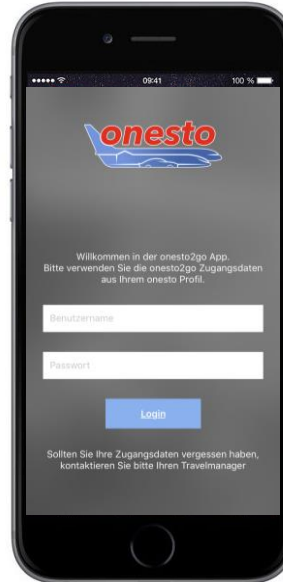 09:41
100 %
onesto
Willkommen in der onesto2go App.
Bitte verwenden Sie die onesto2go Zugangsdaten
aus Ihrem onesto Profil.
Benutzername
Passwort
Login
Sollten Sie Ihre Zugangsdaten vergessen haben,
kontaktieren Sie bitte Ihren Travelmanager